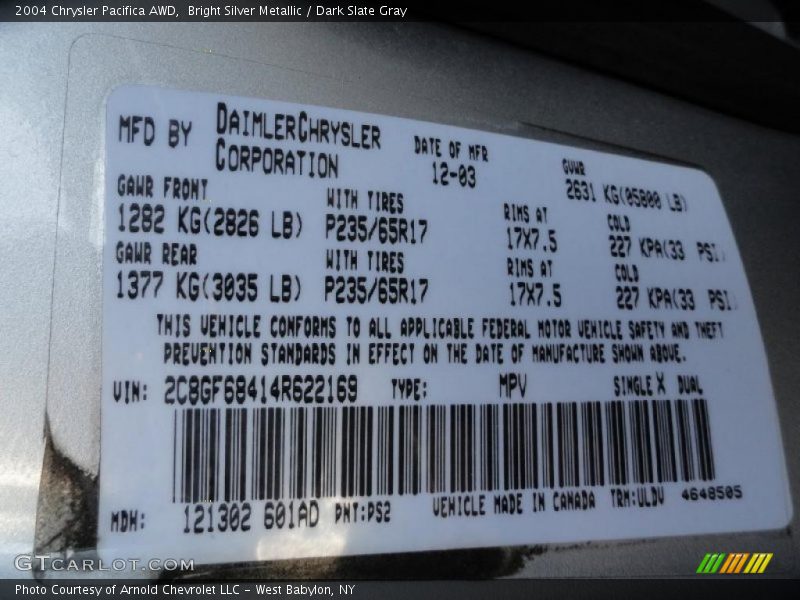 2004 Chrysler Pacifica AWD,  Bright Silver Metallic / Dark Slate Gray
MFD BY DAIMLERCHRYSLER CORPORATION
DATE OF MFR 12-03
GVWR 2631 KG(05800 LB)
GAWR FRONT WITH TIRES RIMS AT COLD
1282 KG(2826 LB) P235/65R17 17X7.5 227 KPA(33 PSI)
GAWR REAR WITH TIRES RIMS AT COLD
1377 KG(3035 LB) P235/65R17 17X7.5 227 KPA(33 PSI)
THIS VEHICLE CONFORMS TO ALL APPLICABLE FEDERAL MOTOR VEHICLE SAFETY AND THEFT
PREVENTION STANDARDS IN EFFECT ON THE DATE OF MANUFACTURE SHOWN ABOVE.
VIN: 2C8GF68414R622169 TYPE: MPV SINGLE X DUAL
MDH: 121302 601AD PNT:PS2 VEHICLE MADE IN CANADA TRM:ULDV 4648505
GTCarLot.com
Photo Courtesy of Arnold Chevrolet LLC - West Babylon, NY